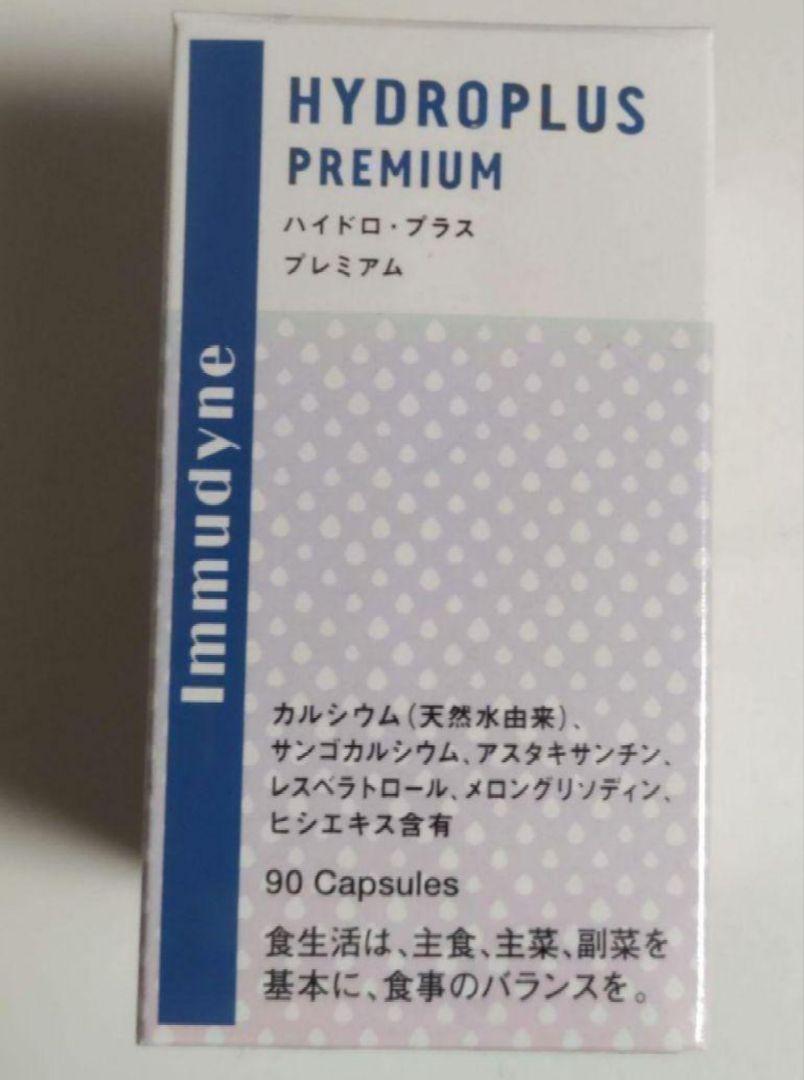 HYDROPLUS
PREMIUM
ハイドロ・プラス
プレミアム
Immudyne
カルシウム(天然水由来)、
サンゴカルシウム、アスタキサンチン、
レスベラトロール、メロングリソディン、
ヒシエキス含有
90 Capsules
食生活は、主食、主菜、副菜を
基本に、食事のバランスを。